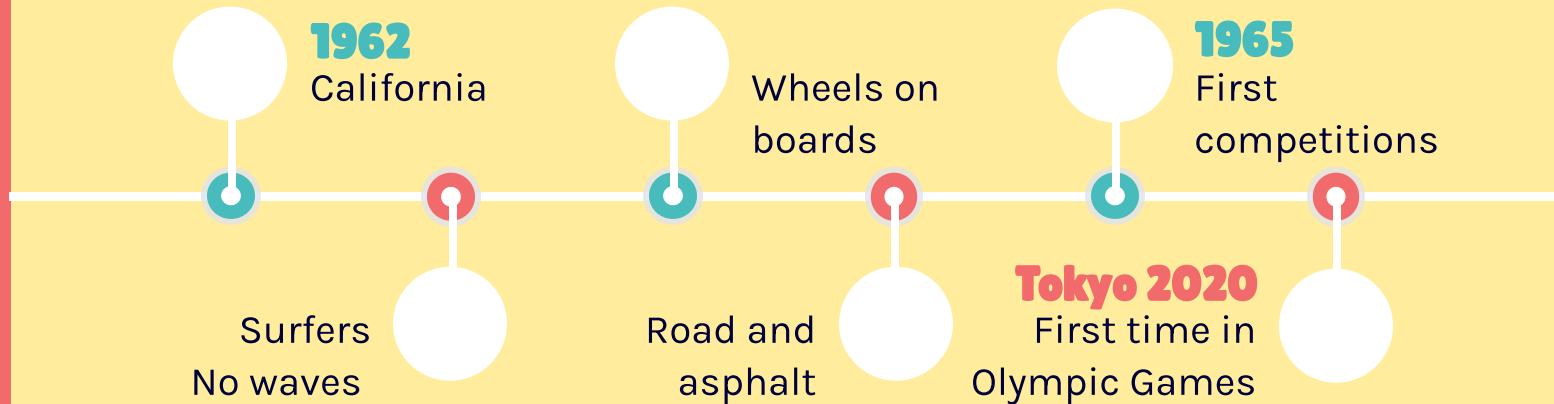 1962
California
Surfers
No waves
Wheels on
boards
Road and
asphalt
1965
First
competitions
Tokyo 2020
First time in
Olympic Games